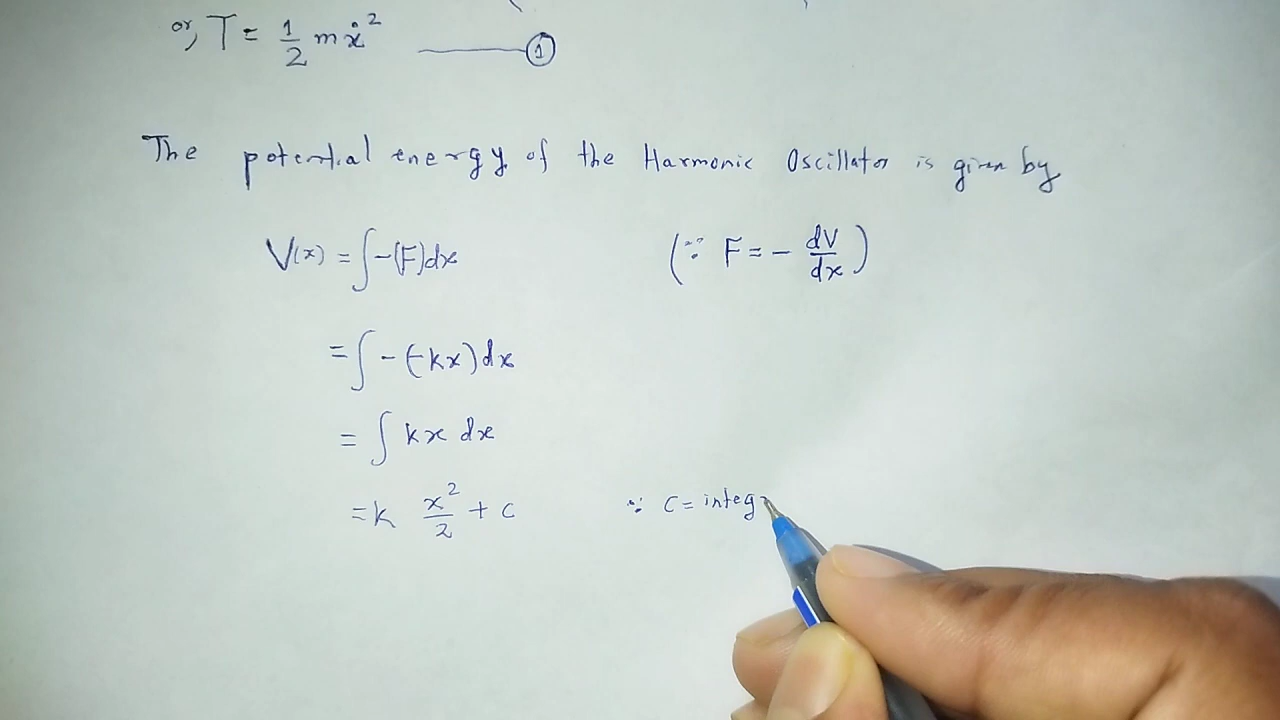 or, T = 1/2 mẋ² ——— ①
The potential energy of the Harmonic Oscillator is given by
V(x) = ∫-(F)dx (∵ F = - dV/dx)
= ∫ - (-kx) dx
= ∫ kx dx
= k x²/2 + c ∵ c = integ